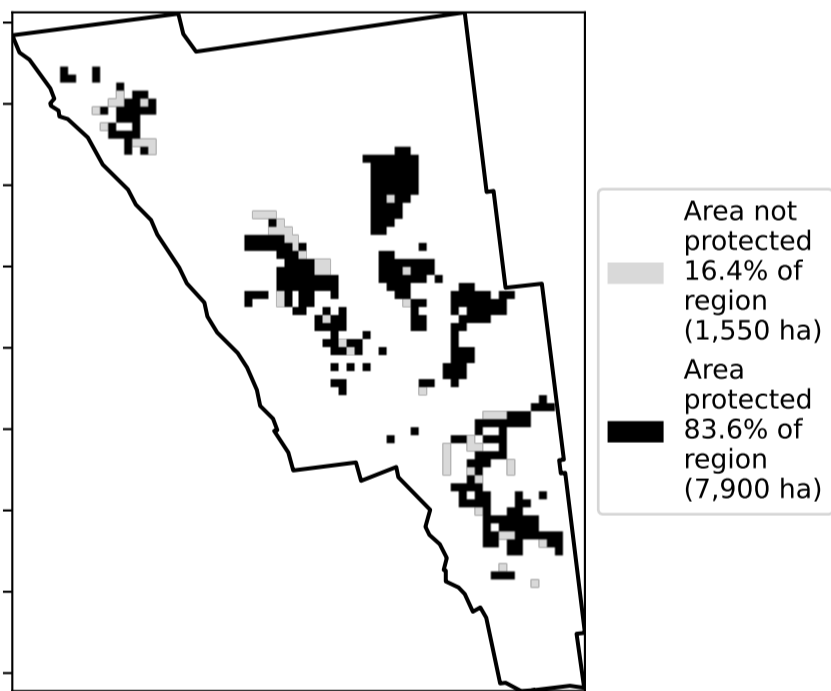 Area not
protected
16.4% of
region
(1,550 ha)
Area
protected
83.6% of
region
(7,900 ha)